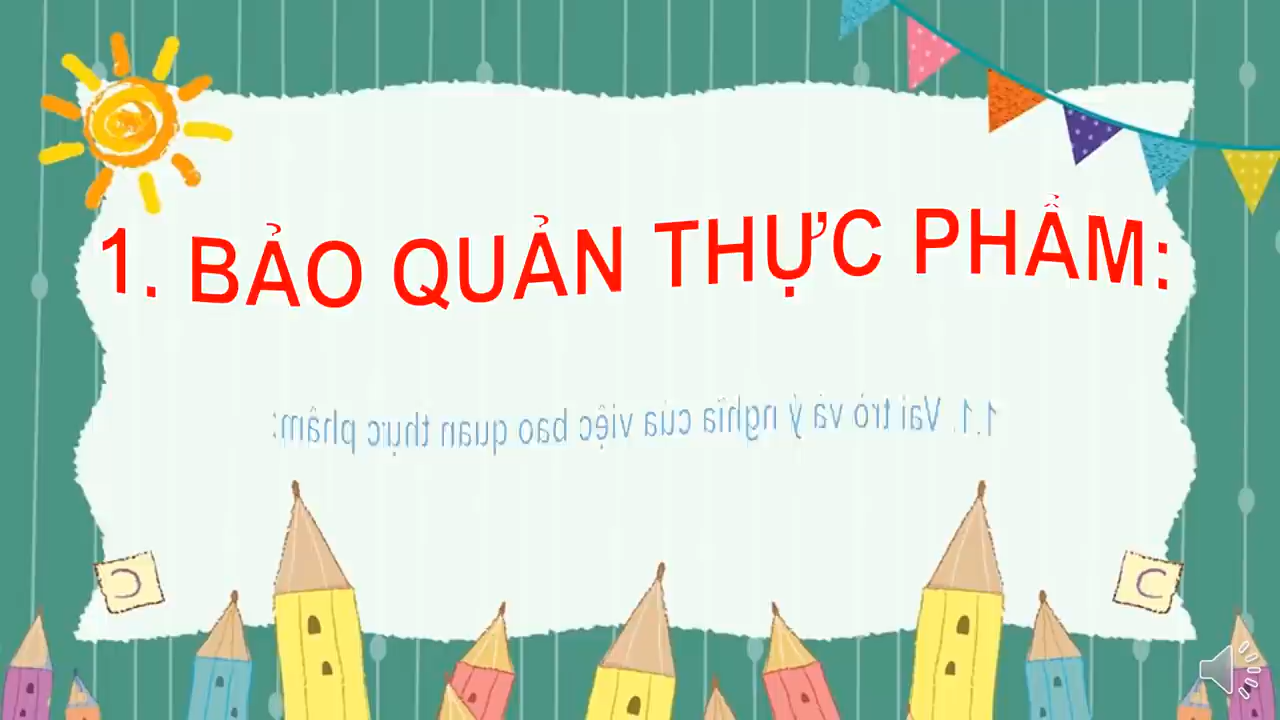 1. BẢO QUẢN THỰC PHẨM:
1.1. Vai trò và ý nghĩa của việc bảo quản thực phẩm:
C
C